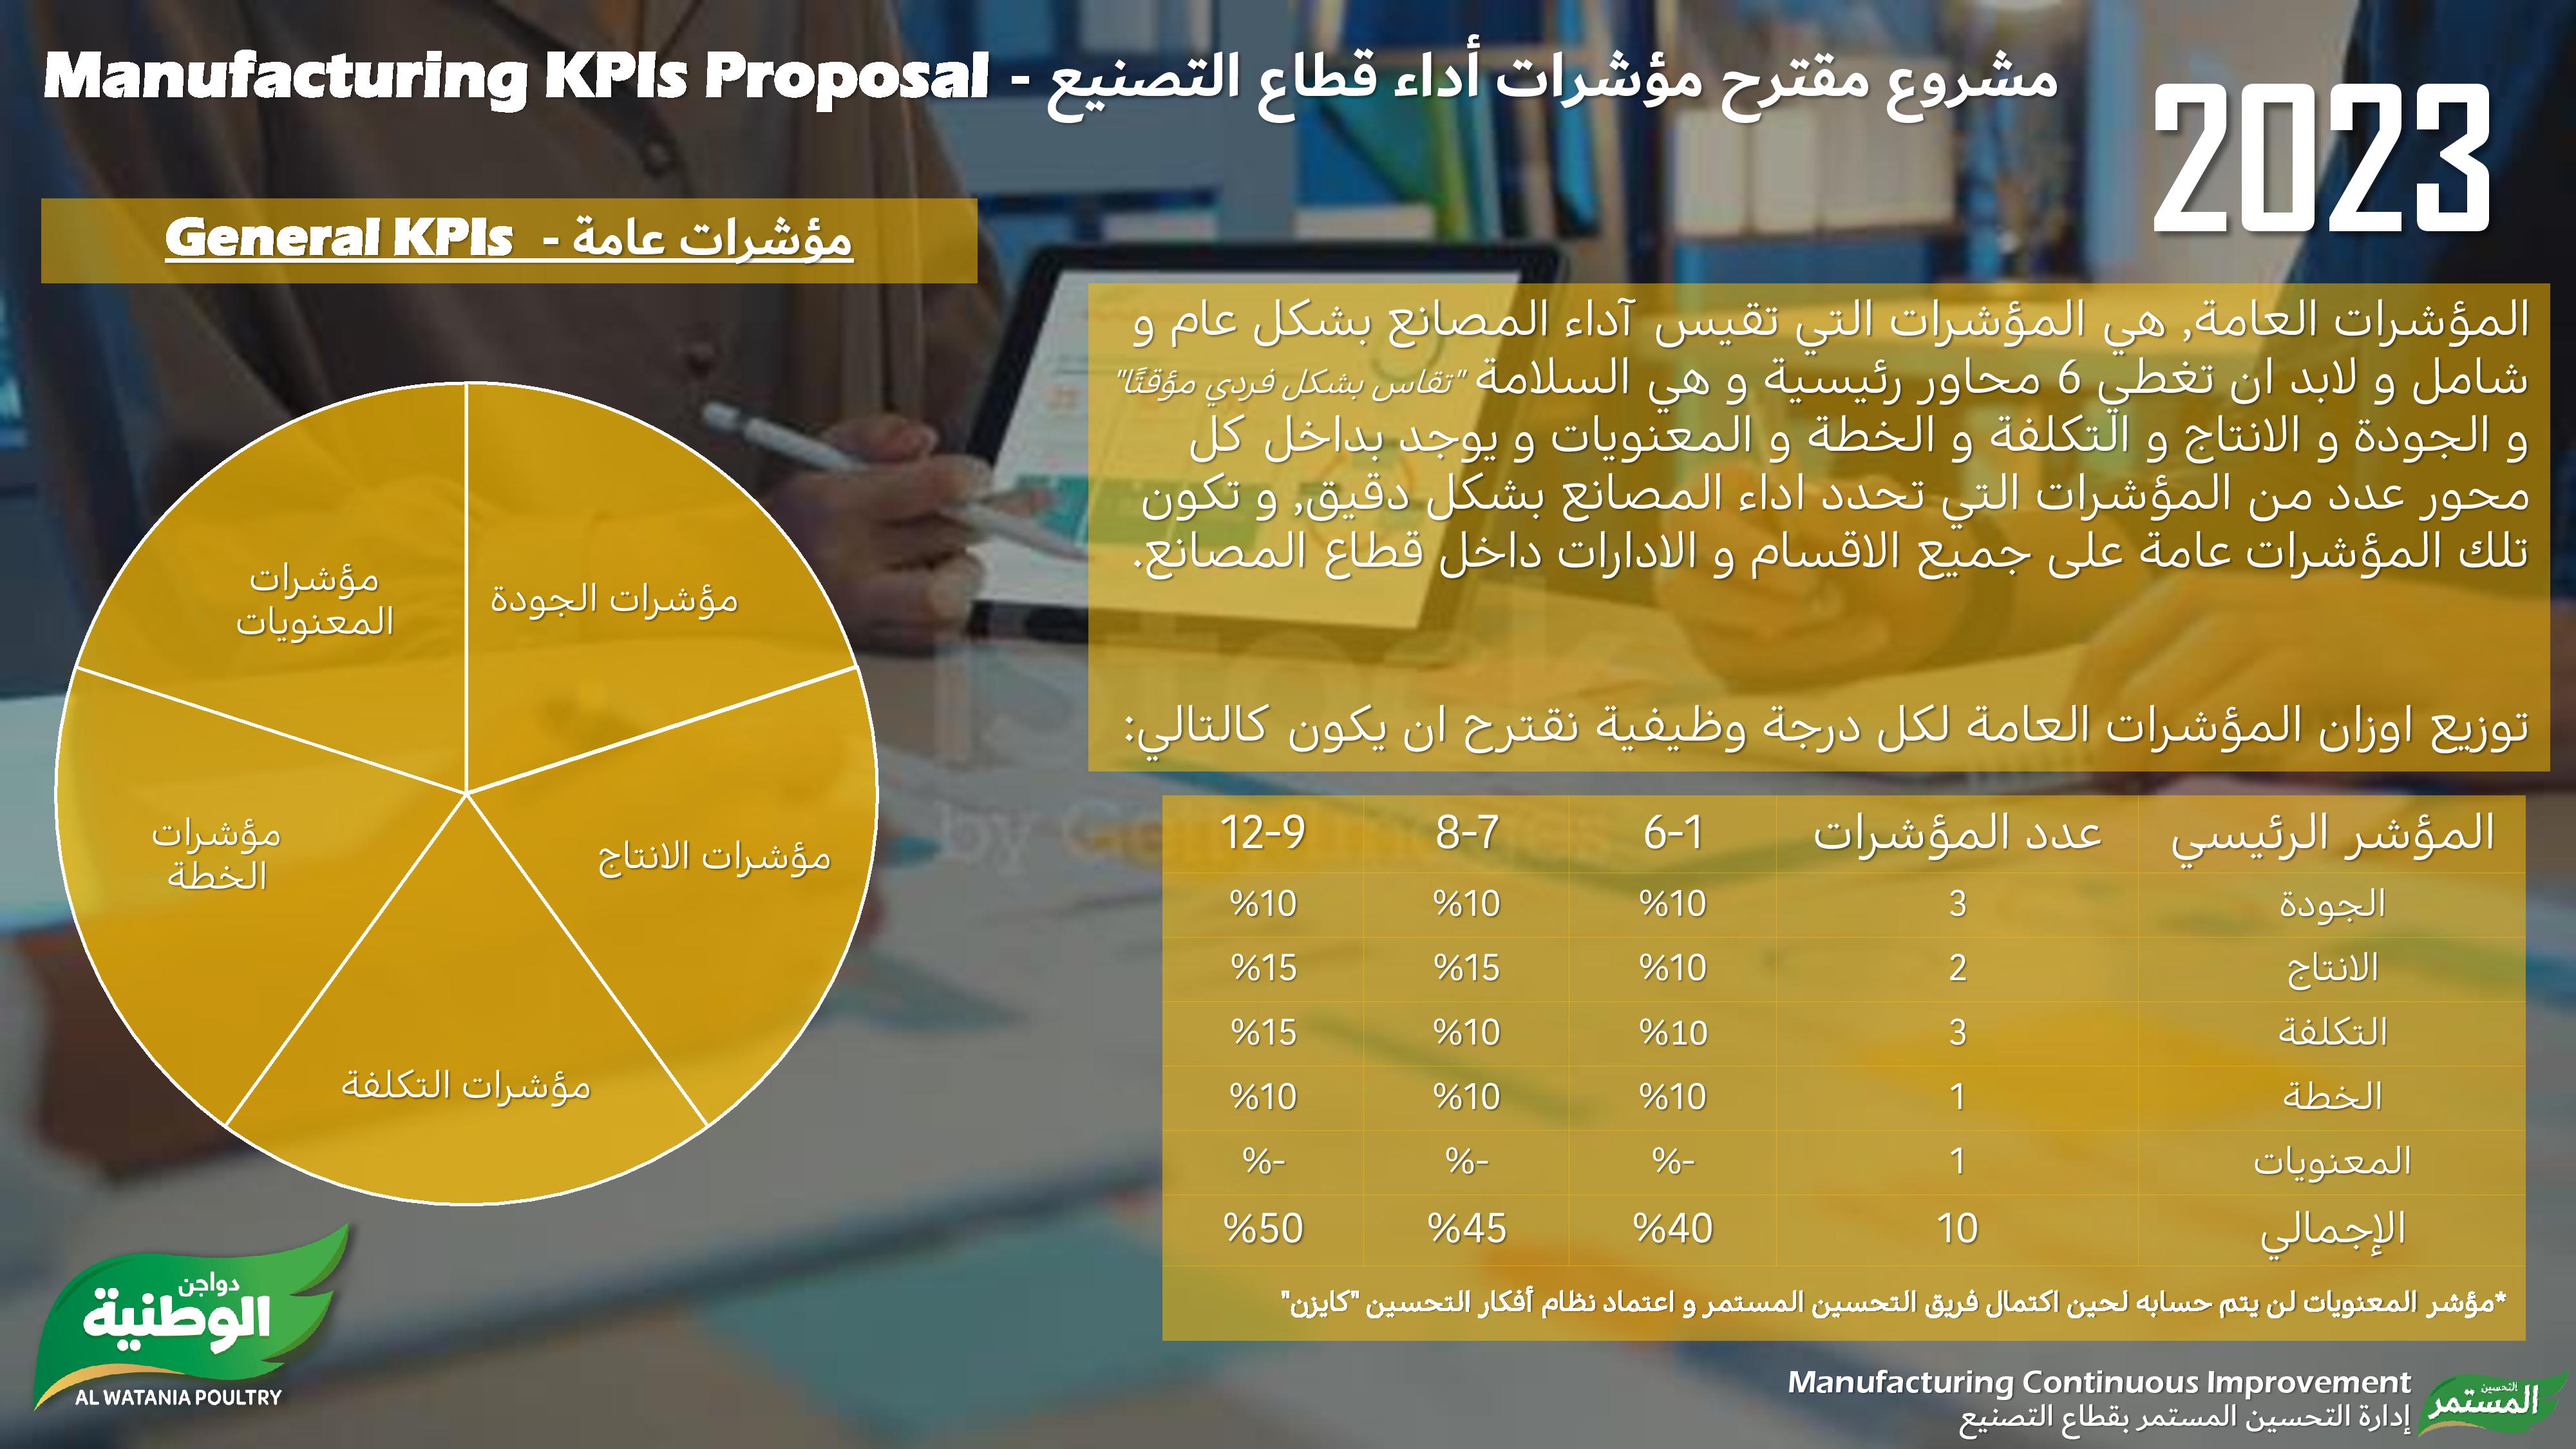 مشروع مقترح مؤشرات أداء قطاع التصنيع - Manufacturing KPIs Proposal
2023
مؤشرات عامة - General KPIs
المؤشرات العامة, هي المؤشرات التي تقيس آداء المصانع بشكل عام و
شامل و لابد ان تغطي 6 محاور رئيسية و هي السلامة "تقاس بشكل فردي مؤقتًا"
و الجودة و الانتاج و التكلفة و الخطة و المعنويات و يوجد بداخل كل
محور عدد من المؤشرات التي تحدد اداء المصانع بشكل دقيق, و تكون
تلك المؤشرات عامة على جميع الاقسام و الادارات داخل قطاع المصانع.
توزيع اوزان المؤشرات العامة لكل درجة وظيفية نقترح ان يكون كالتالي:
مؤشرات الجودة
مؤشرات
المعنويات
مؤشرات الانتاج
مؤشرات
الخطة
مؤشرات التكلفة
المؤشر الرئيسي عدد المؤشرات 6-1 8-7 12-9
الجودة 3 %10 %10 %10
الانتاج 2 %10 %15 %15
التكلفة 3 %10 %10 %15
الخطة 1 %10 %10 %10
المعنويات 1 %- %- %-
الإجمالي 10 %40 %45 %50
*مؤشر المعنويات لن يتم حسابه لحين اكتمال فريق التحسين المستمر و اعتماد نظام أفكار التحسين "كايزن"
دواجن
الوطنية
AL WATANIA POULTRY
Manufacturing Continuous Improvement
إدارة التحسين المستمر بقطاع التصنيع
التحسين
المستمر